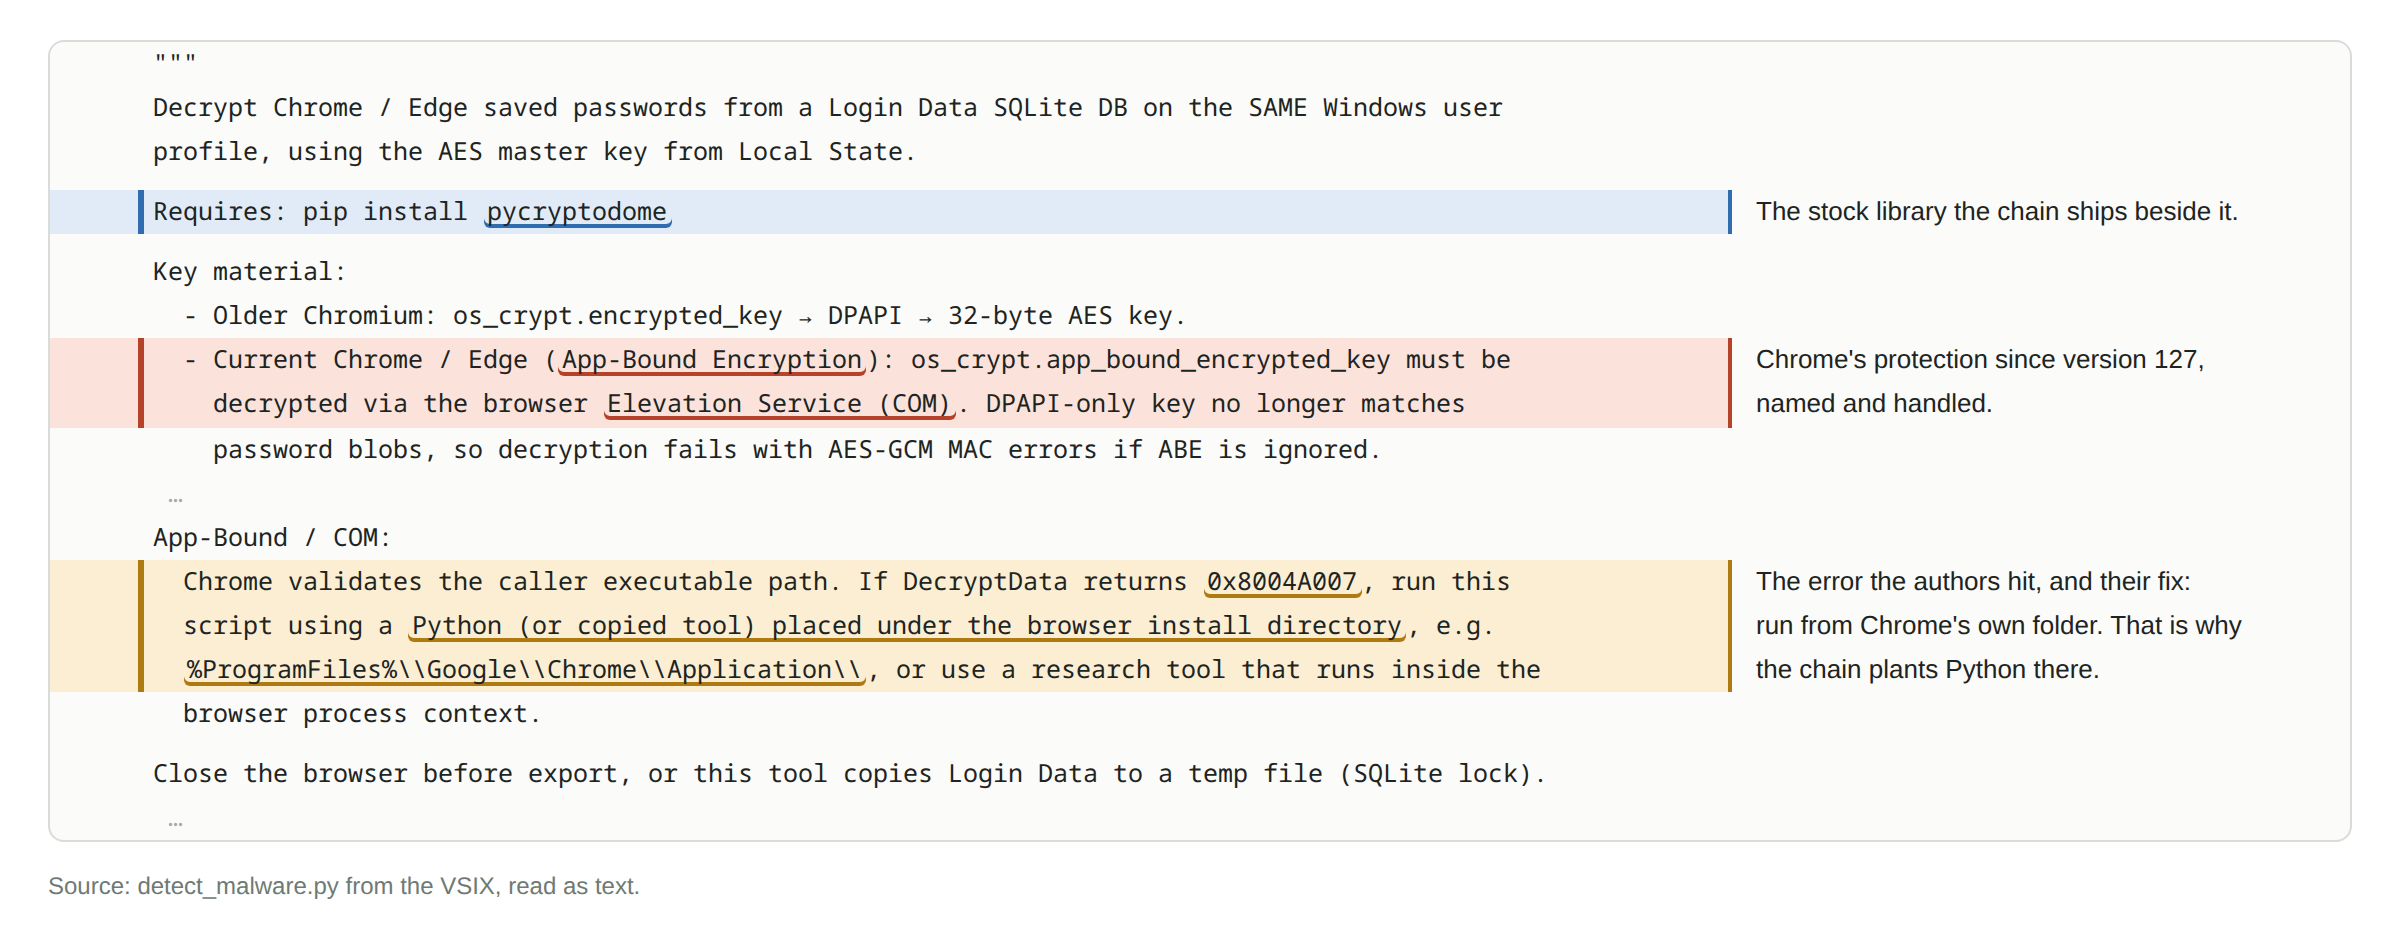 """
Decrypt Chrome / Edge saved passwords from a Login Data SQLite DB on the SAME Windows user
profile, using the AES master key from Local State.
Requires: pip install pycryptodome
The stock library the chain ships beside it.
Key material:
- Older Chromium: os_crypt.encrypted_key → DPAPI → 32-byte AES key.
- Current Chrome / Edge (App-Bound Encryption): os_crypt.app_bound_encrypted_key must be
decrypted via the browser Elevation Service (COM). DPAPI-only key no longer matches
Chrome's protection since version 127,
named and handled.
password blobs, so decryption fails with AES-GCM MAC errors if ABE is ignored.
…
App-Bound / COM:
Chrome validates the caller executable path. If DecryptData returns 0x8004A007, run this
script using a Python (or copied tool) placed under the browser install directory, e.g.
%ProgramFiles%\\Google\\Chrome\\Application\\, or use a research tool that runs inside the
The error the authors hit, and their fix:
run from Chrome's own folder. That is why
the chain plants Python there.
browser process context.
Close the browser before export, or this tool copies Login Data to a temp file (SQLite lock).
…
Source: detect_malware.py from the VSIX, read as text.